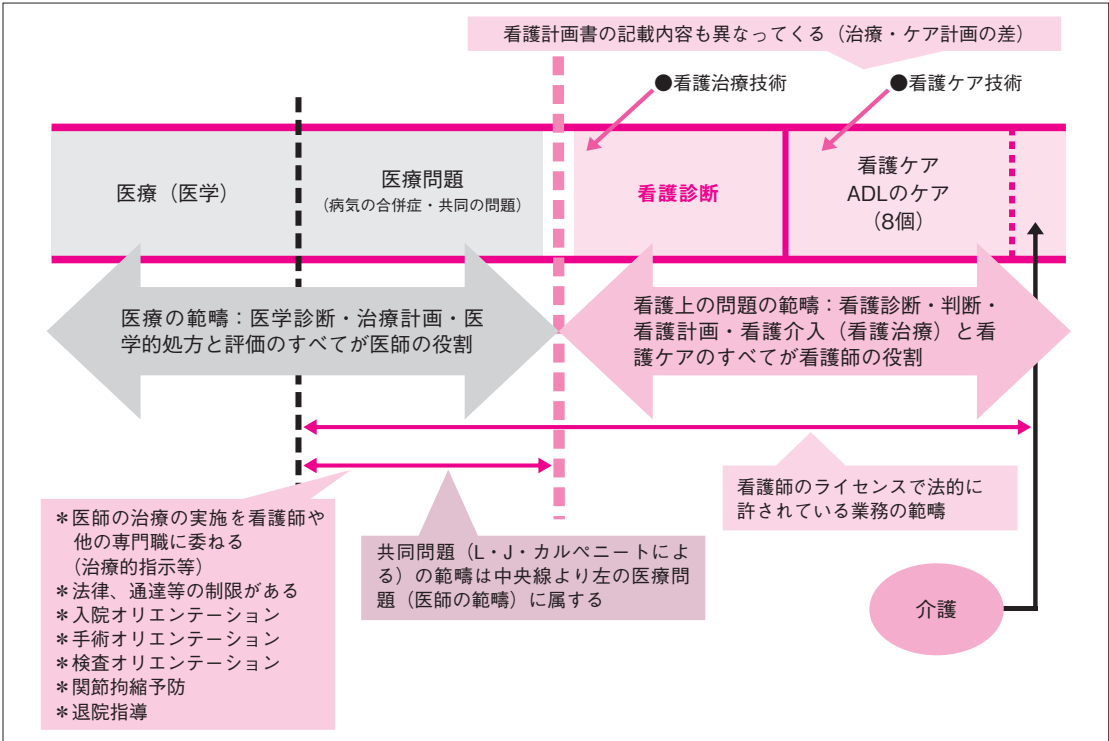 看護計画書の記載内容も異なってくる（治療・ケア計画の差）
●看護治療技術
●看護ケア技術
医療（医学）
医療問題
（病気の合併症・共同の問題）
看護診断
看護ケア
ADLのケア
（8個）
医療の範疇：医学診断・治療計画・医
学的処方と評価のすべてが医師の役割
看護上の問題の範疇：看護診断・判断・
看護計画・看護介入（看護治療）と看
護ケアのすべてが看護師の役割
＊医師の治療の実施を看護師や
他の専門職に委ねる
（治療的指示等）
＊法律、通達等の制限がある
＊入院オリエンテーション
＊手術オリエンテーション
＊検査オリエンテーション
＊関節拘縮予防
＊退院指導
共同問題（L・J・カルペニートによ
る）の範疇は中央線より左の医療問
題（医師の範疇）に属する
看護師のライセンスで法的に
許されている業務の範疇
介護